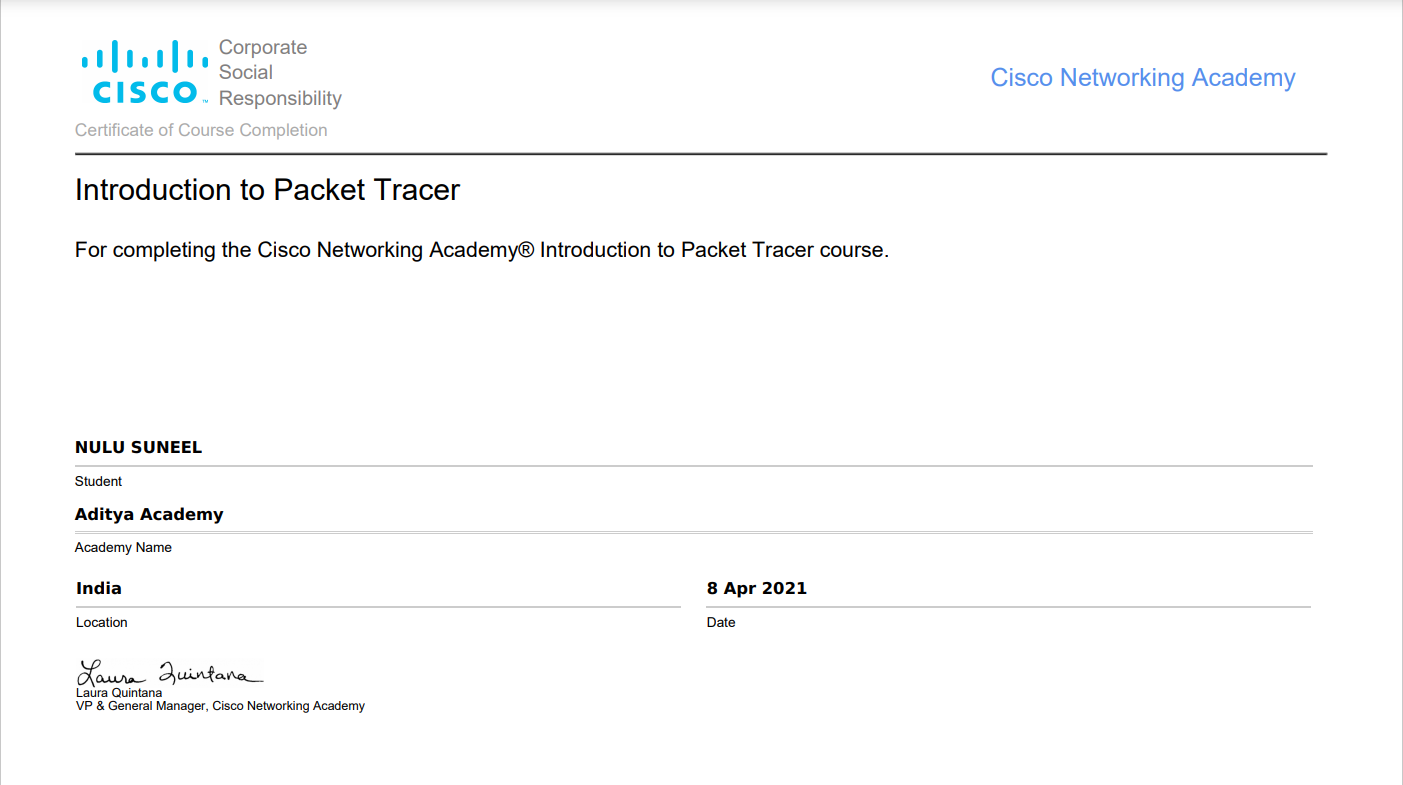 Corporate
Social
CISCO™ Responsibility
Cisco Networking Academy
Certificate of Course Completion
Introduction to Packet Tracer
For completing the Cisco Networking Academy® Introduction to Packet Tracer course.
NULU SUNEEL
Student
Aditya Academy
Academy Name
India
8 Apr 2021
Location
Date
Laura Quintana
Laura Quintana
VP & General Manager, Cisco Networking Academy